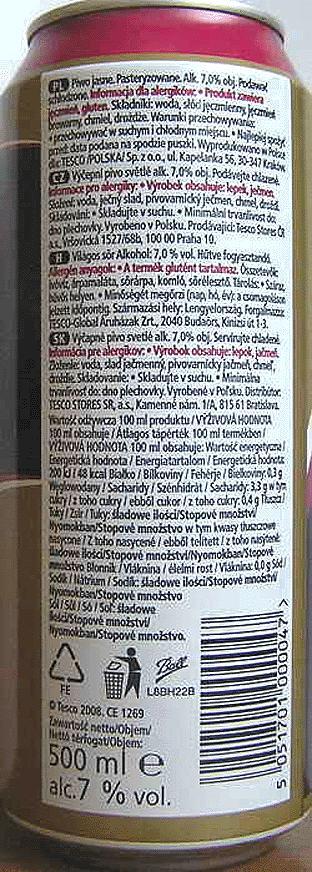 PL Piwo jasne. Pasteryzowane. Alk. 7,0% obj. Podawać
schłodzone. Informacja dla alergików: • Produkt zawiera
jęczmień, gluten. Składniki: woda, słód jęczmienny, jęczmień
browarny, chmiel, drożdże. Warunki przechowywania:
• przechowywać w suchym i chłodnym miejscu. • Najlepiej spożyć
przed: data podana na spodzie puszki. Wyprodukowano w Polsce
dla: TESCO /POLSKA/ Sp. z o.o., ul. Kapelanka 56, 30-347 Kraków.
CZ Výčepní pivo světlé alk. 7,0% obj. Podávejte chlazené.
Informace pro alergiky: • Výrobek obsahuje: lepek, ječmen.
Složení: voda, ječný slad, pivovarnický ječmen, chmel, droždí.
Skladování: • Skladujte v suchu. • Minimální trvanlivost do:
dno plechovky. Vyrobeno v Polsku. Prodávající: Tesco Stores ČR
a.s., Vršovická 1527/68b, 100 00 Praha 10.
H Világos sör Alkohol: 7,0 % vol. Hűtve fogyasztandó.
Allergén anyagok: • A termék glutént tartalmaz. Összetevők:
ivóvíz, árpamaláta, sörárpa, komló, sörélesztő. Tárolás: • Száraz,
hűvös helyen. • Minőségét megőrzi (nap, hó, év): a csomagoláson
jelzett időpontig. Származási hely: Lengyelország. Forgalmazza:
TESCO-Global Áruházak Zrt., 2040 Budaörs, Kinizsi út 1-3.
SK Výčapné pivo svetlé alk. 7,0% obj. Servírujte chladené.
Informácia pre alergikov: • Výrobok obsahuje: lepok, jačmeň.
Zloženie: voda, slad jačmenný, pivovarnícky jačmeň, chmeľ,
droždie. Skladovanie: • Skladujte v suchu. • Minimálna
trvanlivosť do: dno plechovky. Vyrobené v Poľsku. Distribútor:
TESCO STORES SR, a.s., Kamenné nám. 1/A, 815 61 Bratislava.
Wartość odżywcza 100 ml produktu / VÝŽIVOVÁ HODNOTA
100 ml obsahuje / Átlagos tápérték 100 ml termékben /
VÝŽIVOVÁ HODNOTA 100 ml obsahuje: Wartość energetyczna /
Energetická hodnota / Energiatartalom / Energetická hodnota:
200 kJ / 48 kcal Białko / Bílkoviny / Fehérje / Bielkoviny: 0,3 g
Węglowodany / Sacharidy / Szénhidrát / Sacharidy: 3,3 g w tym
cukry / z toho cukry / ebből cukor / z toho cukry: 0,4 g Tłuszcz /
Tuky / Zsír / Tuky: śladowe ilości/Stopové množství/
Nyomokban/Stopové množstvo w tym kwasy tłuszczowe
nasycone / Z toho nenasycené / ebből telített / z toho nasýtené:
śladowe ilości/Stopové množství/Nyomokban/Stopové
množstvo Błonnik / Vláknina / élelmi rost / Vláknina: 0,0 g Sód /
Sodík / Nátrium / Sodík: śladowe ilości/Stopové množství/
Nyomokban/Stopové množstvo
Sól / Sůl / Só / Soľ: śladowe
ilości/Stopové množství/
Nyomokban/Stopové množstvo.
FE
Ball
L8BH22B
© Tesco 2008. CE 1269
Zawartość netto/Objem/
Nettó térfogat/Objem:
500 ml e
alc.7 % vol.
5 051701 090047 >